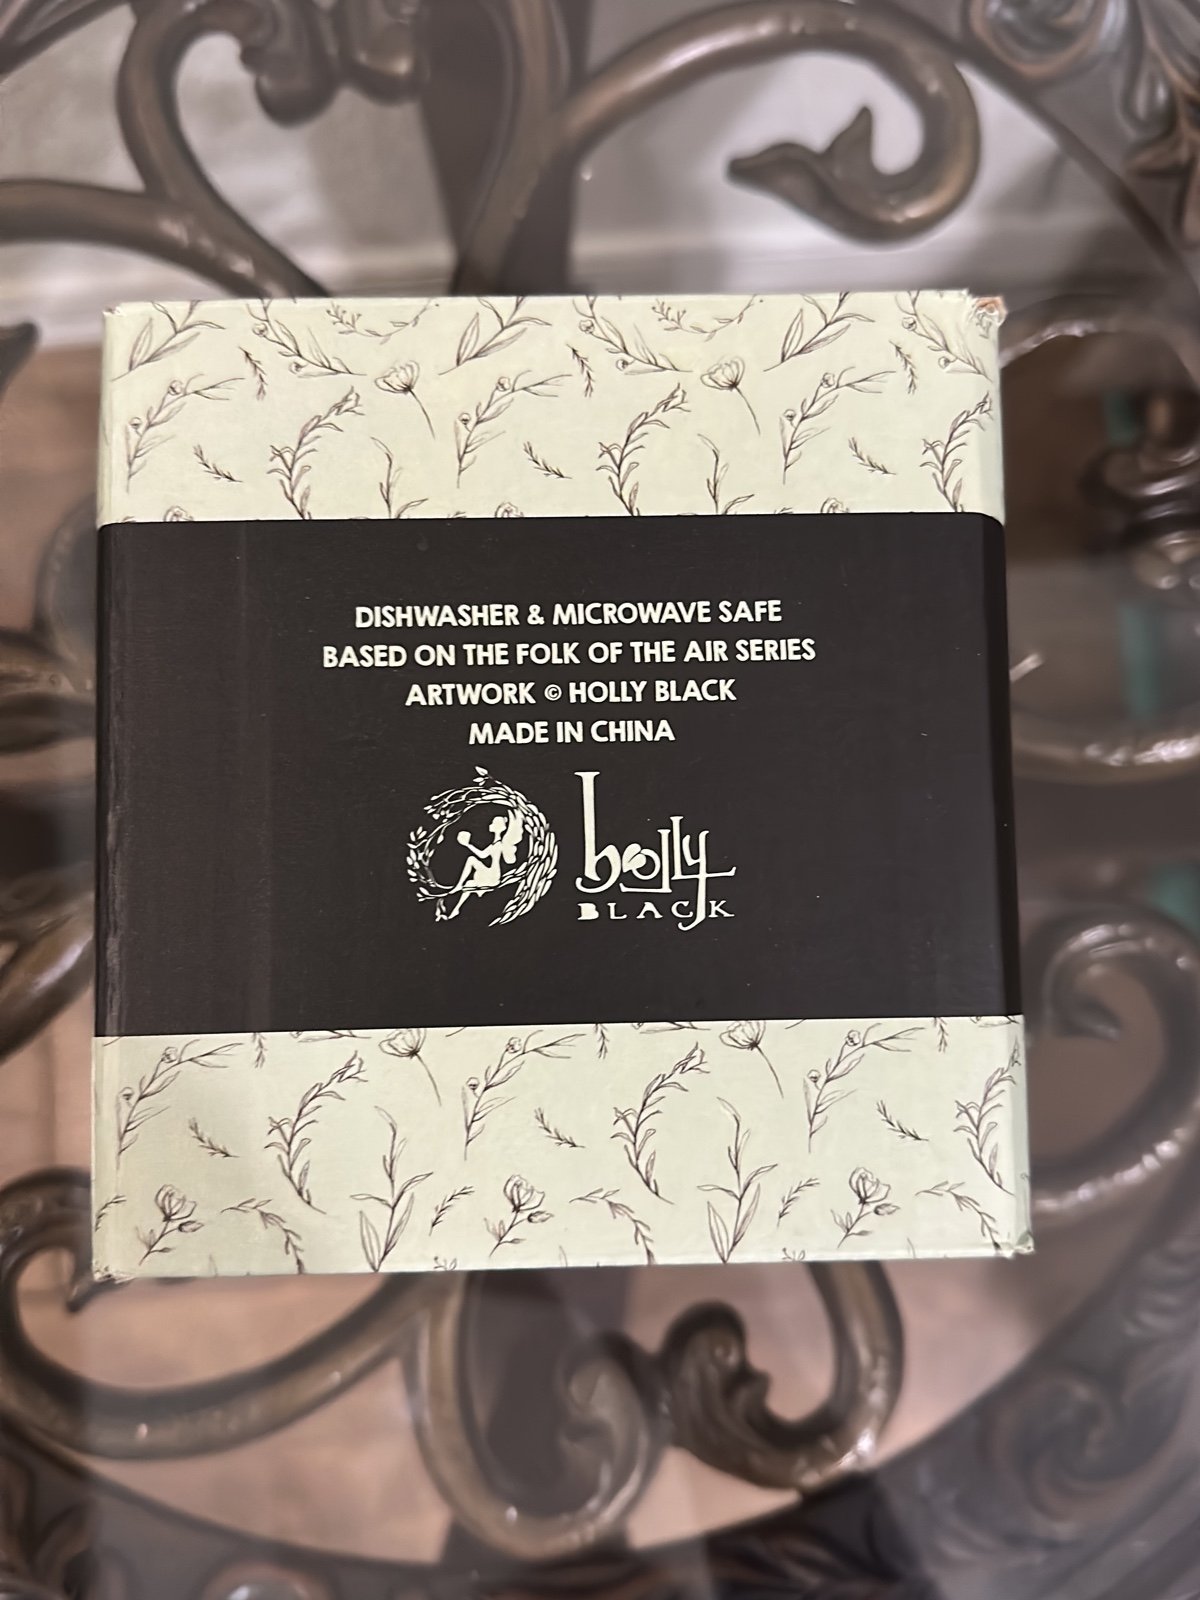 DISHWASHER & MICROWAVE SAFE
BASED ON THE FOLK OF THE AIR SERIES
ARTWORK © HOLLY BLACK
MADE IN CHINA
holly
BLACK